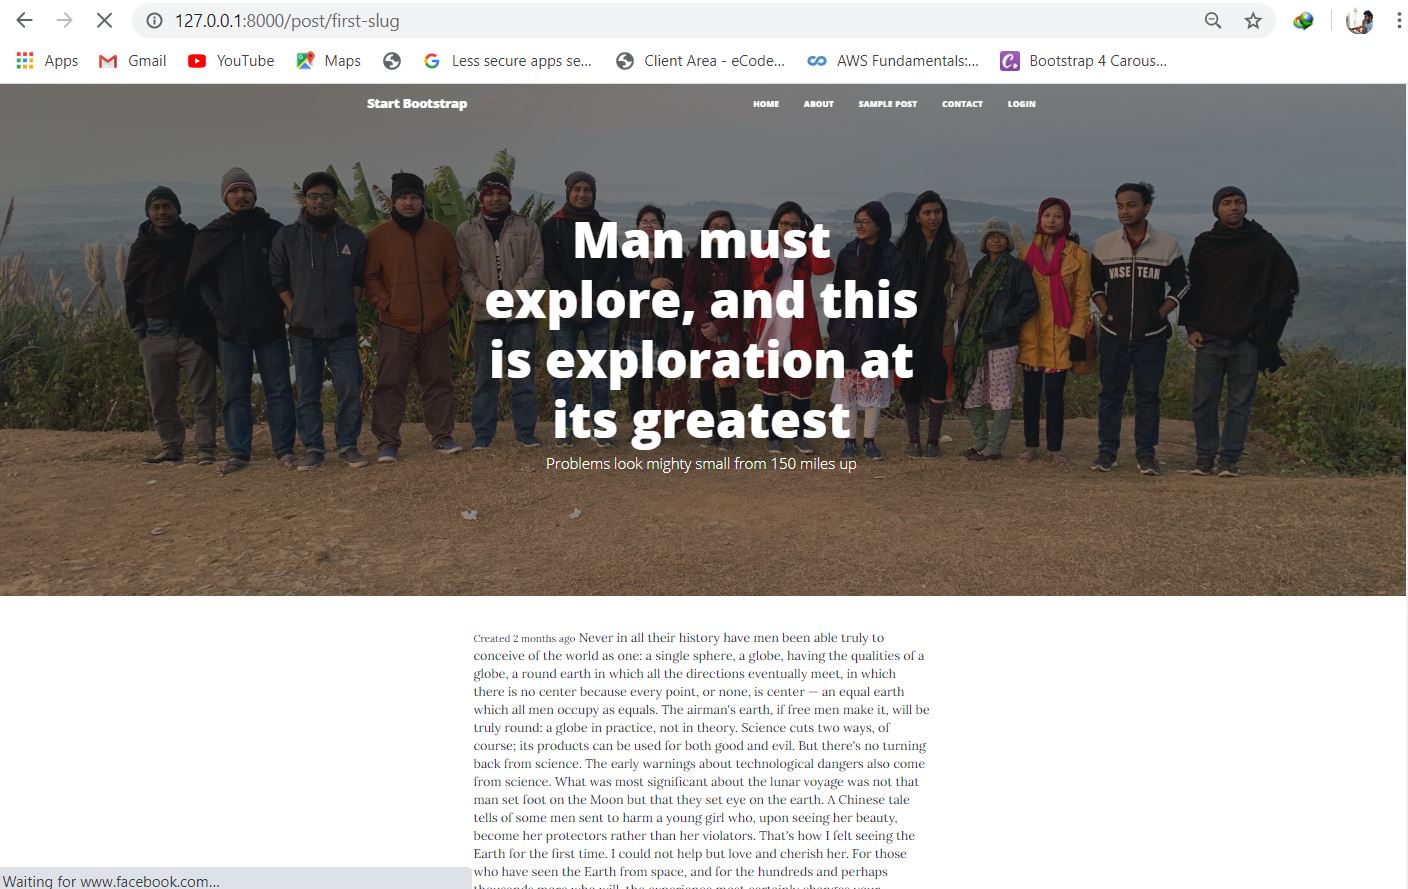 127.0.0.1:8000/post/first-slug
Apps Gmail YouTube Maps Less secure apps se... Client Area - eCode... AWS Fundamentals:... Bootstrap 4 Carous...
Start Bootstrap HOME ABOUT SAMPLE POST CONTACT LOGIN
VASE TEAM
Man must
explore, and this
is exploration at
its greatest
Problems look mighty small from 150 miles up
Created 2 months ago Never in all their history have men been able truly to
conceive of the world as one: a single sphere, a globe, having the qualities of a
globe, a round earth in which all the directions eventually meet, in which
there is no center because every point, or none, is center — an equal earth
which all men occupy as equals. The airman's earth, if free men make it, will be
truly round: a globe in practice, not in theory. Science cuts two ways, of
course; its products can be used for both good and evil. But there's no turning
back from science. The early warnings about technological dangers also come
from science. What was most significant about the lunar voyage was not that
man set foot on the Moon but that they set eye on the earth. A Chinese tale
tells of some men sent to harm a young girl who, upon seeing her beauty,
become her protectors rather than her violators. That's how I felt seeing the
Earth for the first time. I could not help but love and cherish her. For those
who have seen the Earth from space, and for the hundreds and perhaps
thousands more who will, the experience most certainly changes your
Waiting for www.facebook.com...